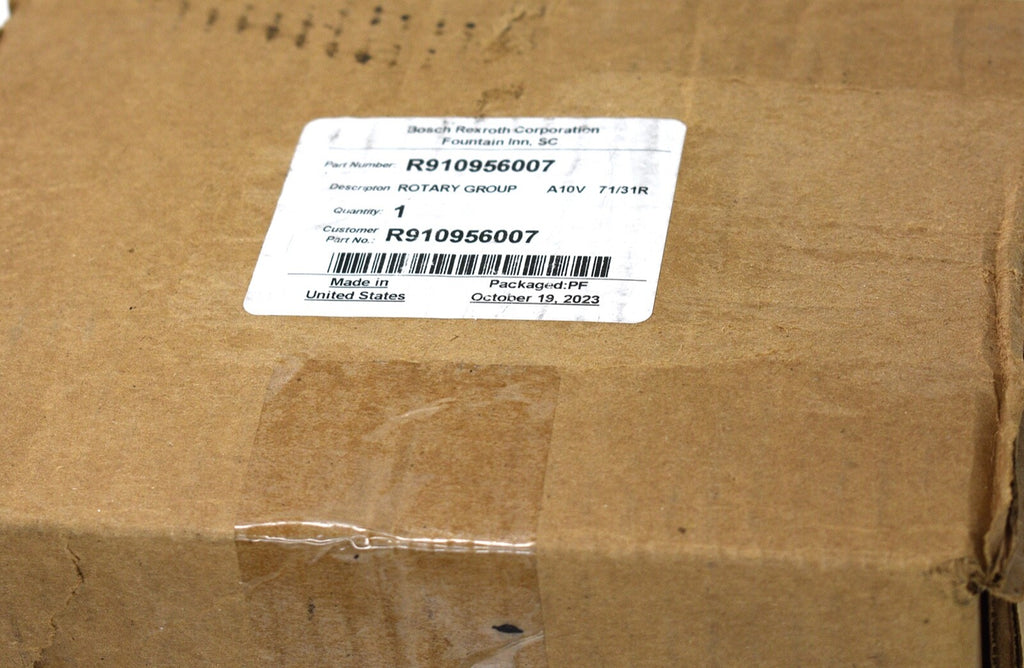 Bosch Rexroth Corporation
Fountain Inn, SC
Part Number: R910956007
Descripton ROTARY GROUP A10V 71/31R
Quantity: 1
Customer
Part No.: R910956007
Made in Packaged:PF
United States October 19, 2023